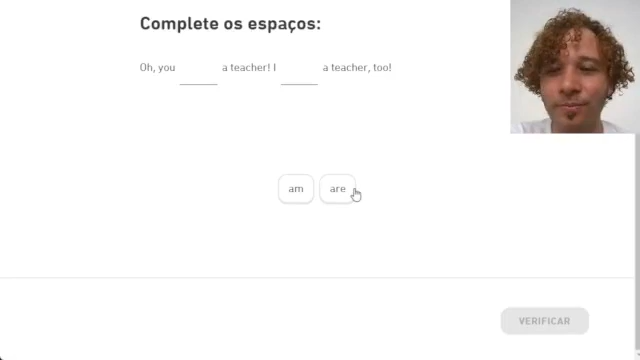 Complete os espaços:
Oh, you ______ a teacher! I ______ a teacher, too!
am are
VERIFICAR